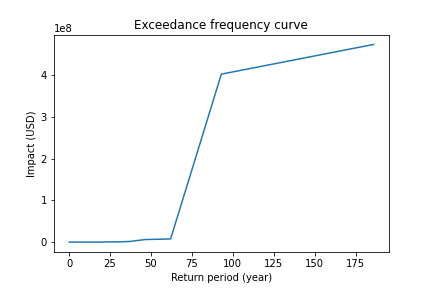 Exceedance frequency curve
1e8
4
3
2
1
0
Impact (USD)
0 25 50 75 100 125 150 175
Return period (year)